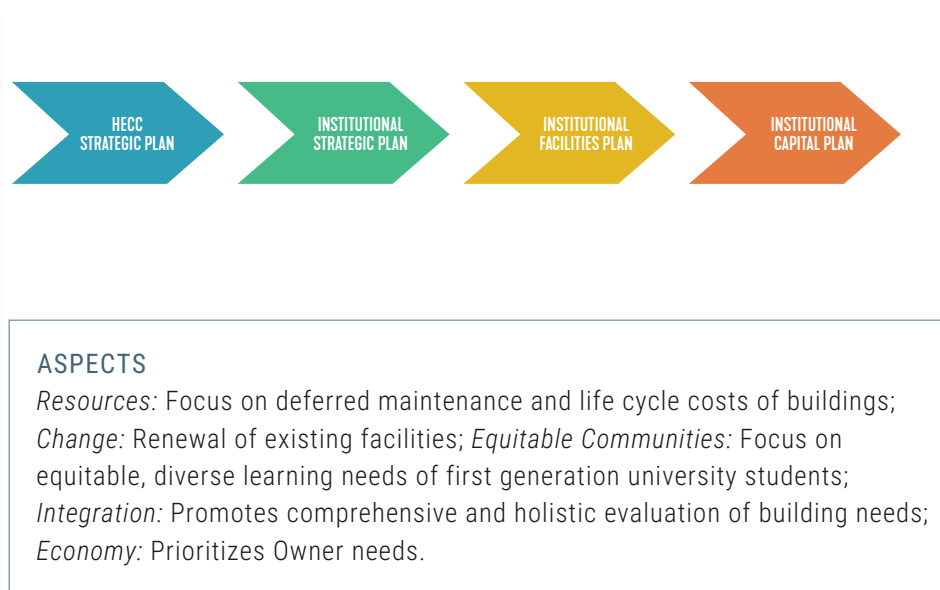 HECC
STRATEGIC PLAN
INSTITUTIONAL
STRATEGIC PLAN
INSTITUTIONAL
FACILITIES PLAN
INSTITUTIONAL
CAPITAL PLAN
ASPECTS
Resources: Focus on deferred maintenance and life cycle costs of buildings;
Change: Renewal of existing facilities; Equitable Communities: Focus on
equitable, diverse learning needs of first generation university students;
Integration: Promotes comprehensive and holistic evaluation of building needs;
Economy: Prioritizes Owner needs.